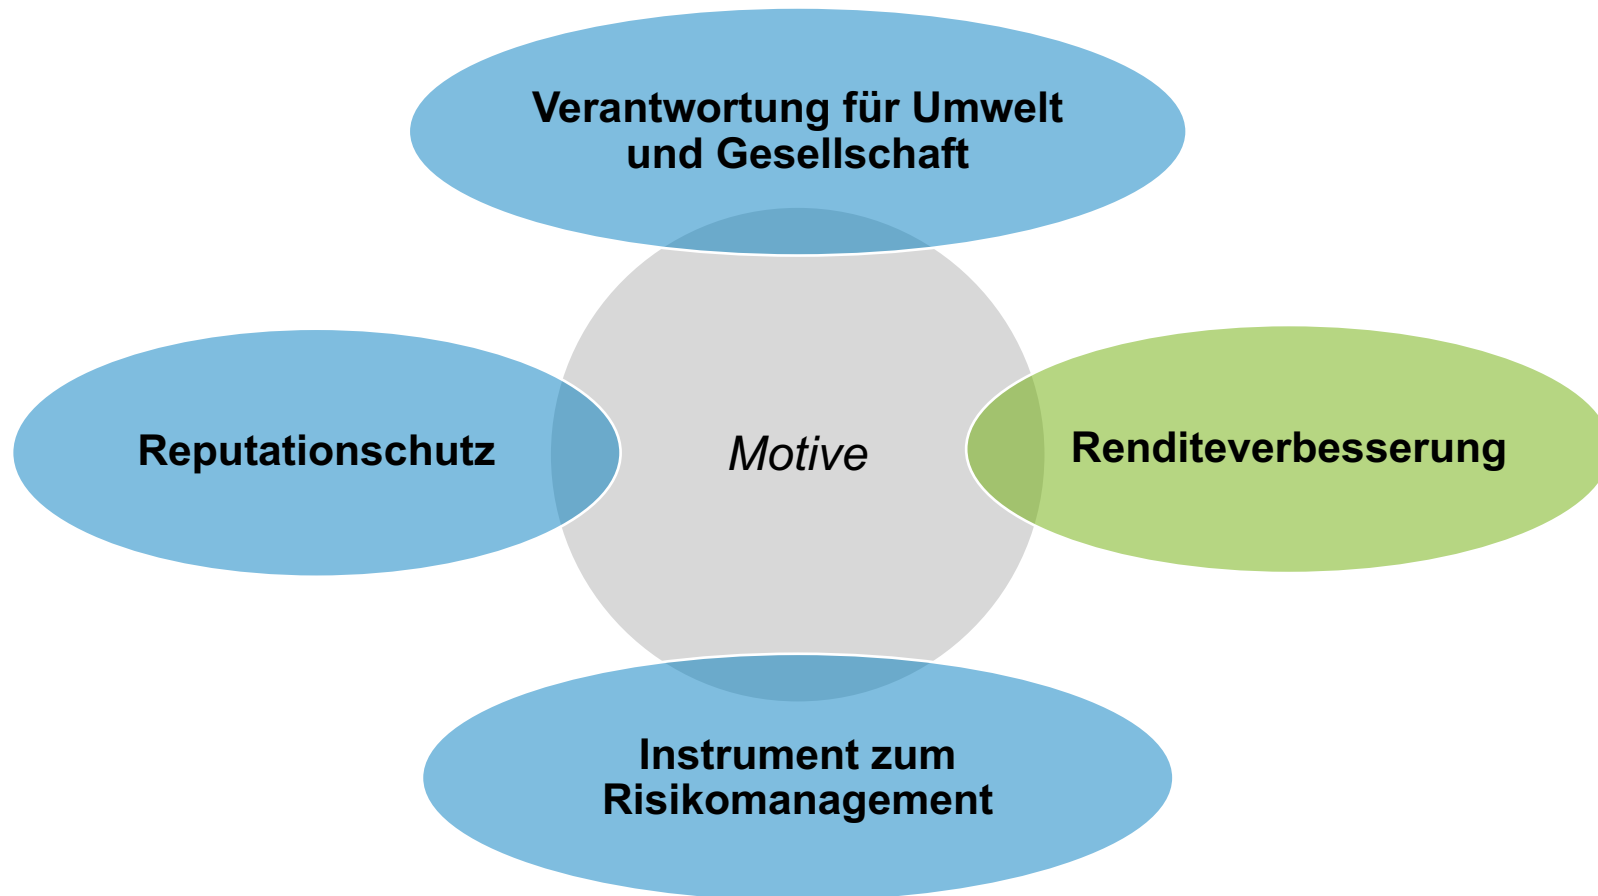 Verantwortung für Umwelt
und Gesellschaft
Reputationschutz
Motive
Renditeverbesserung
Instrument zum
Risikomanagement